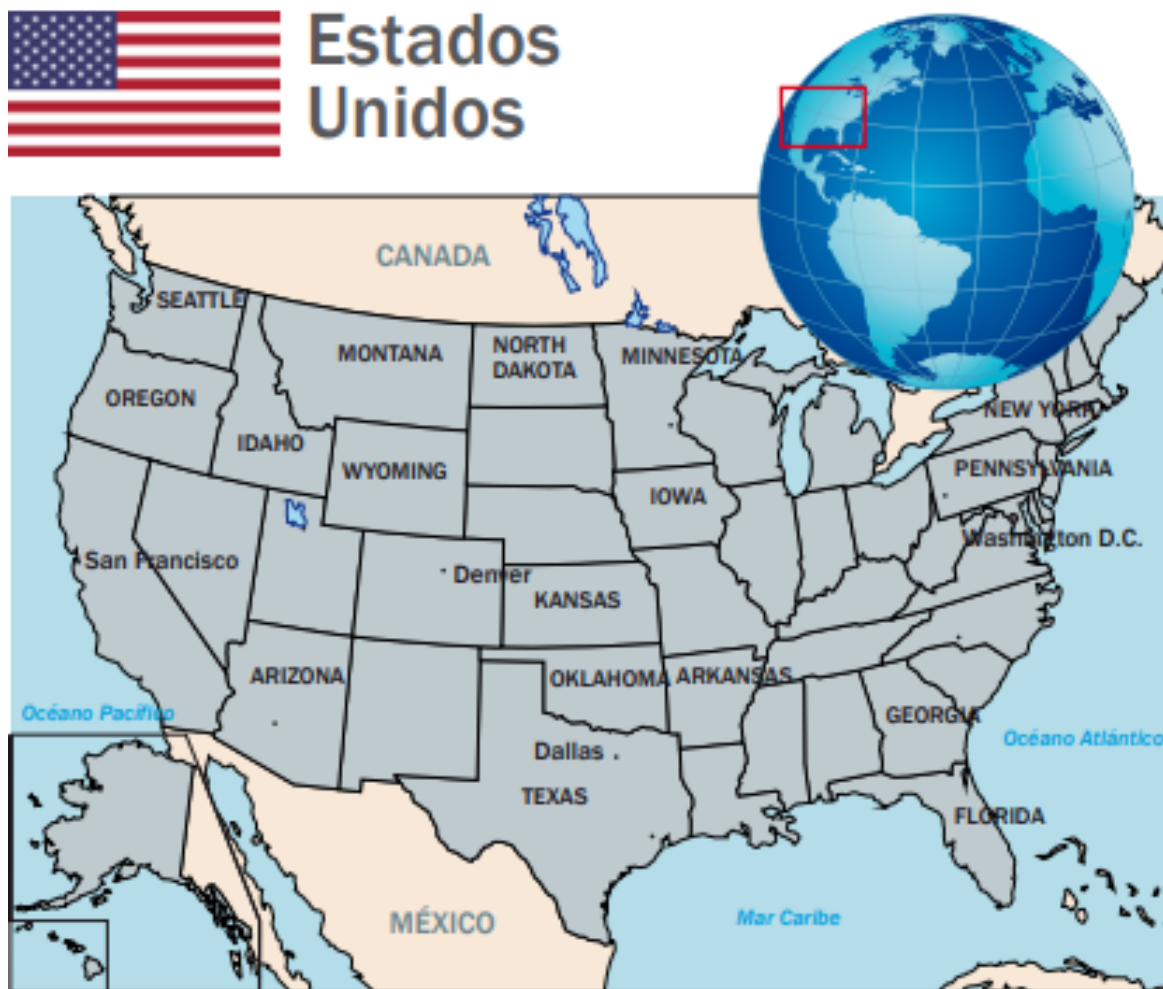 Estados
Unidos
CANADA
SEATTLE
MONTANA
NORTH
DAKOTA
MINNESOTA
OREGON
NEW YORK
IDAHO
WYOMING
PENNSYLVANIA
IOWA
San Francisco
Denver
Washington D.C.
KANSAS
ARIZONA
OKLAHOMA
ARKANSAS
Océano Pacífico
GEORGIA
Océano Atlántico
Dallas
TEXAS
FLORIDA
MÉXICO
Mar Caribe